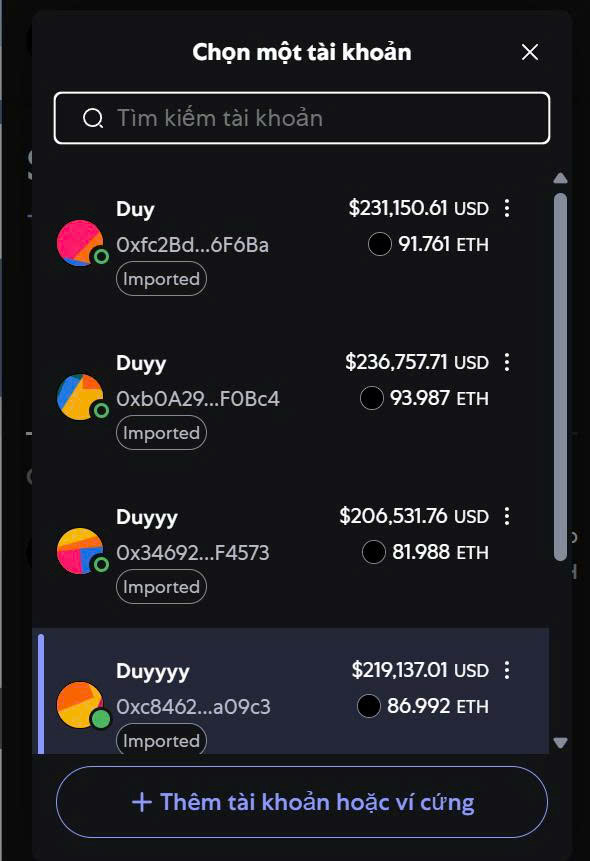 Chọn một tài khoản
Tìm kiếm tài khoản
Duy $231,150.61 USD
0xfc2Bd...6F6Ba 91.761 ETH
Imported
Duyy $236,757.71 USD
0xb0A29...F0Bc4 93.987 ETH
Imported
Duyyy $206,531.76 USD
0x34692...F4573 81.988 ETH
Imported
Duyyyy $219,137.01 USD
0xc8462...a09c3 86.992 ETH
Imported
+ Thêm tài khoản hoặc ví cứng